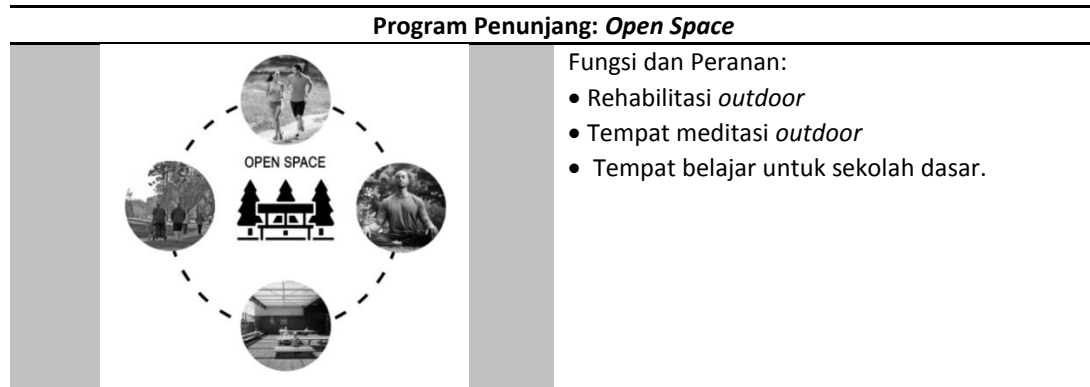 Program Penunjang: Open Space
OPEN SPACE
Fungsi dan Peranan:
• Rehabilitasi outdoor
• Tempat meditasi outdoor
• Tempat belajar untuk sekolah dasar.